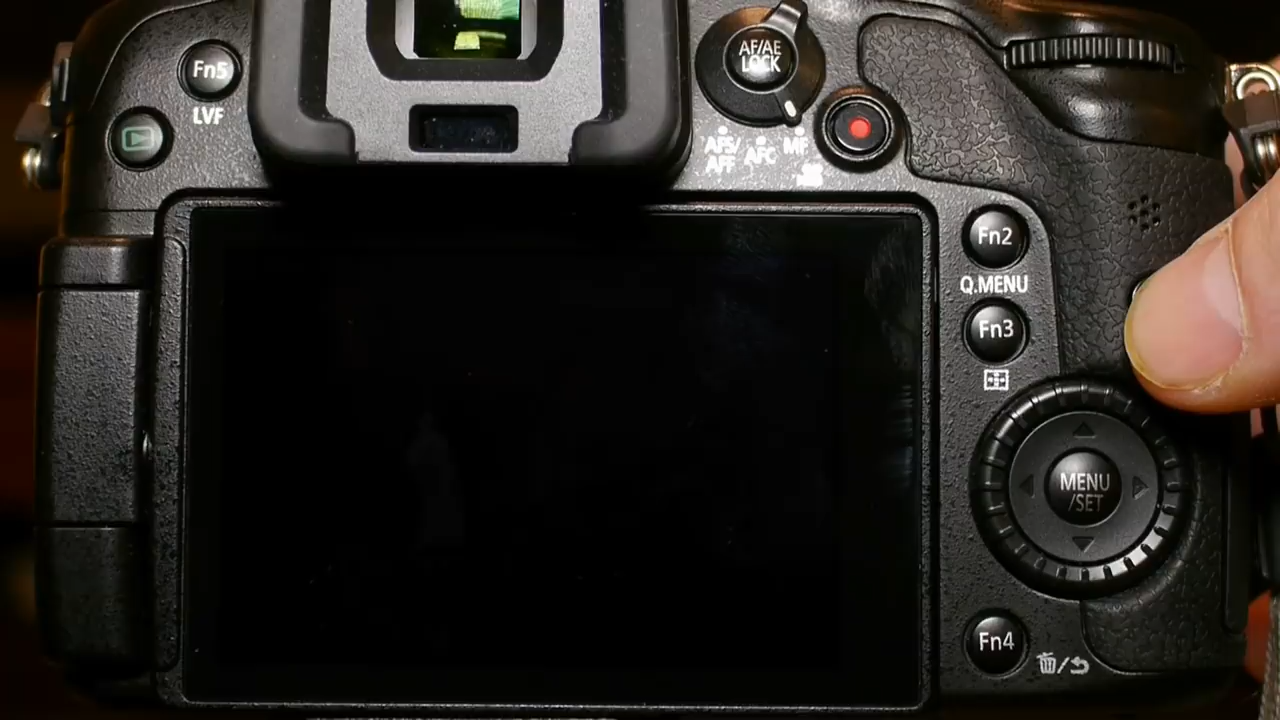 Fn5
LVF
AF/AE
LOCK
AFS/
AFF
AFC
MF
Fn2
Q.MENU
Fn3
MENU
/SET
Fn4